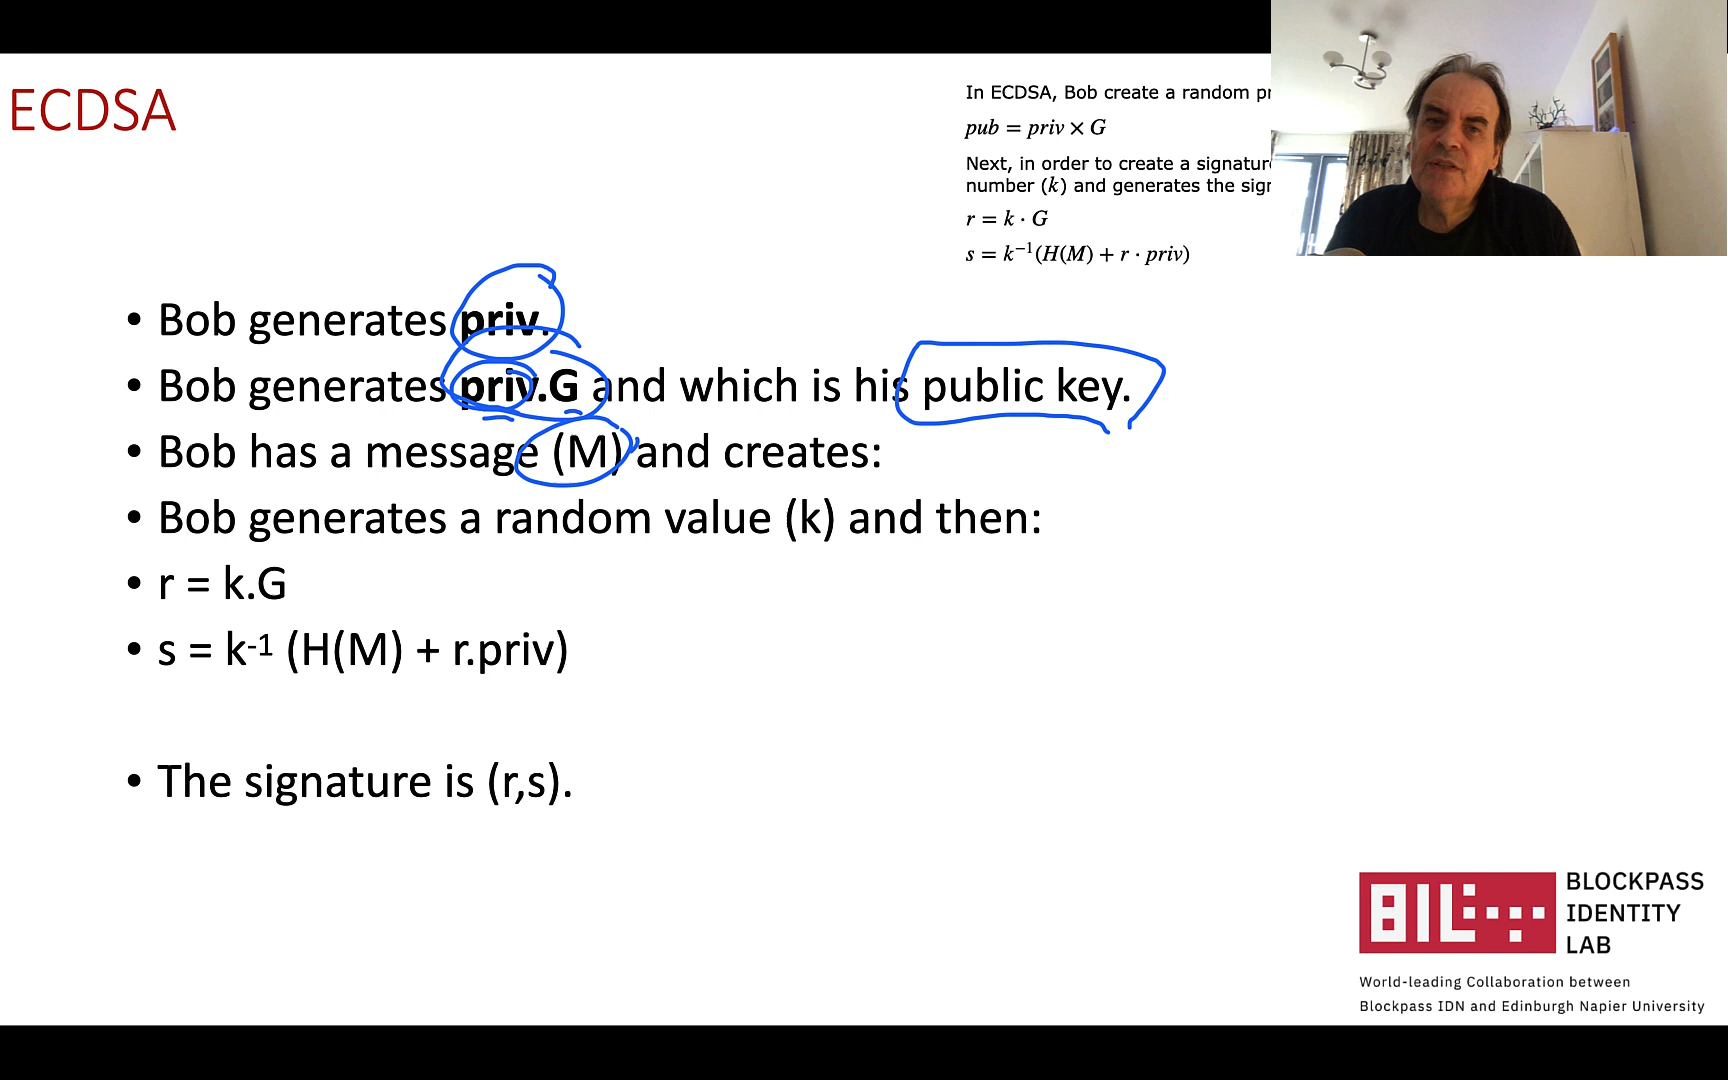 ECDSA
In ECDSA, Bob create a random pr
pub = priv × G
Next, in order to create a signatur
number (k) and generates the sig
r = k · G
s = k⁻¹(H(M) + r · priv)
• Bob generates priv.
• Bob generates priv.G and which is his public key.
• Bob has a message (M) and creates:
• Bob generates a random value (k) and then:
• r = k.G
• s = k-1 (H(M) + r.priv)
• The signature is (r,s).
BIL
BLOCKPASS
IDENTITY
LAB
World-leading Collaboration between
Blockpass IDN and Edinburgh Napier University